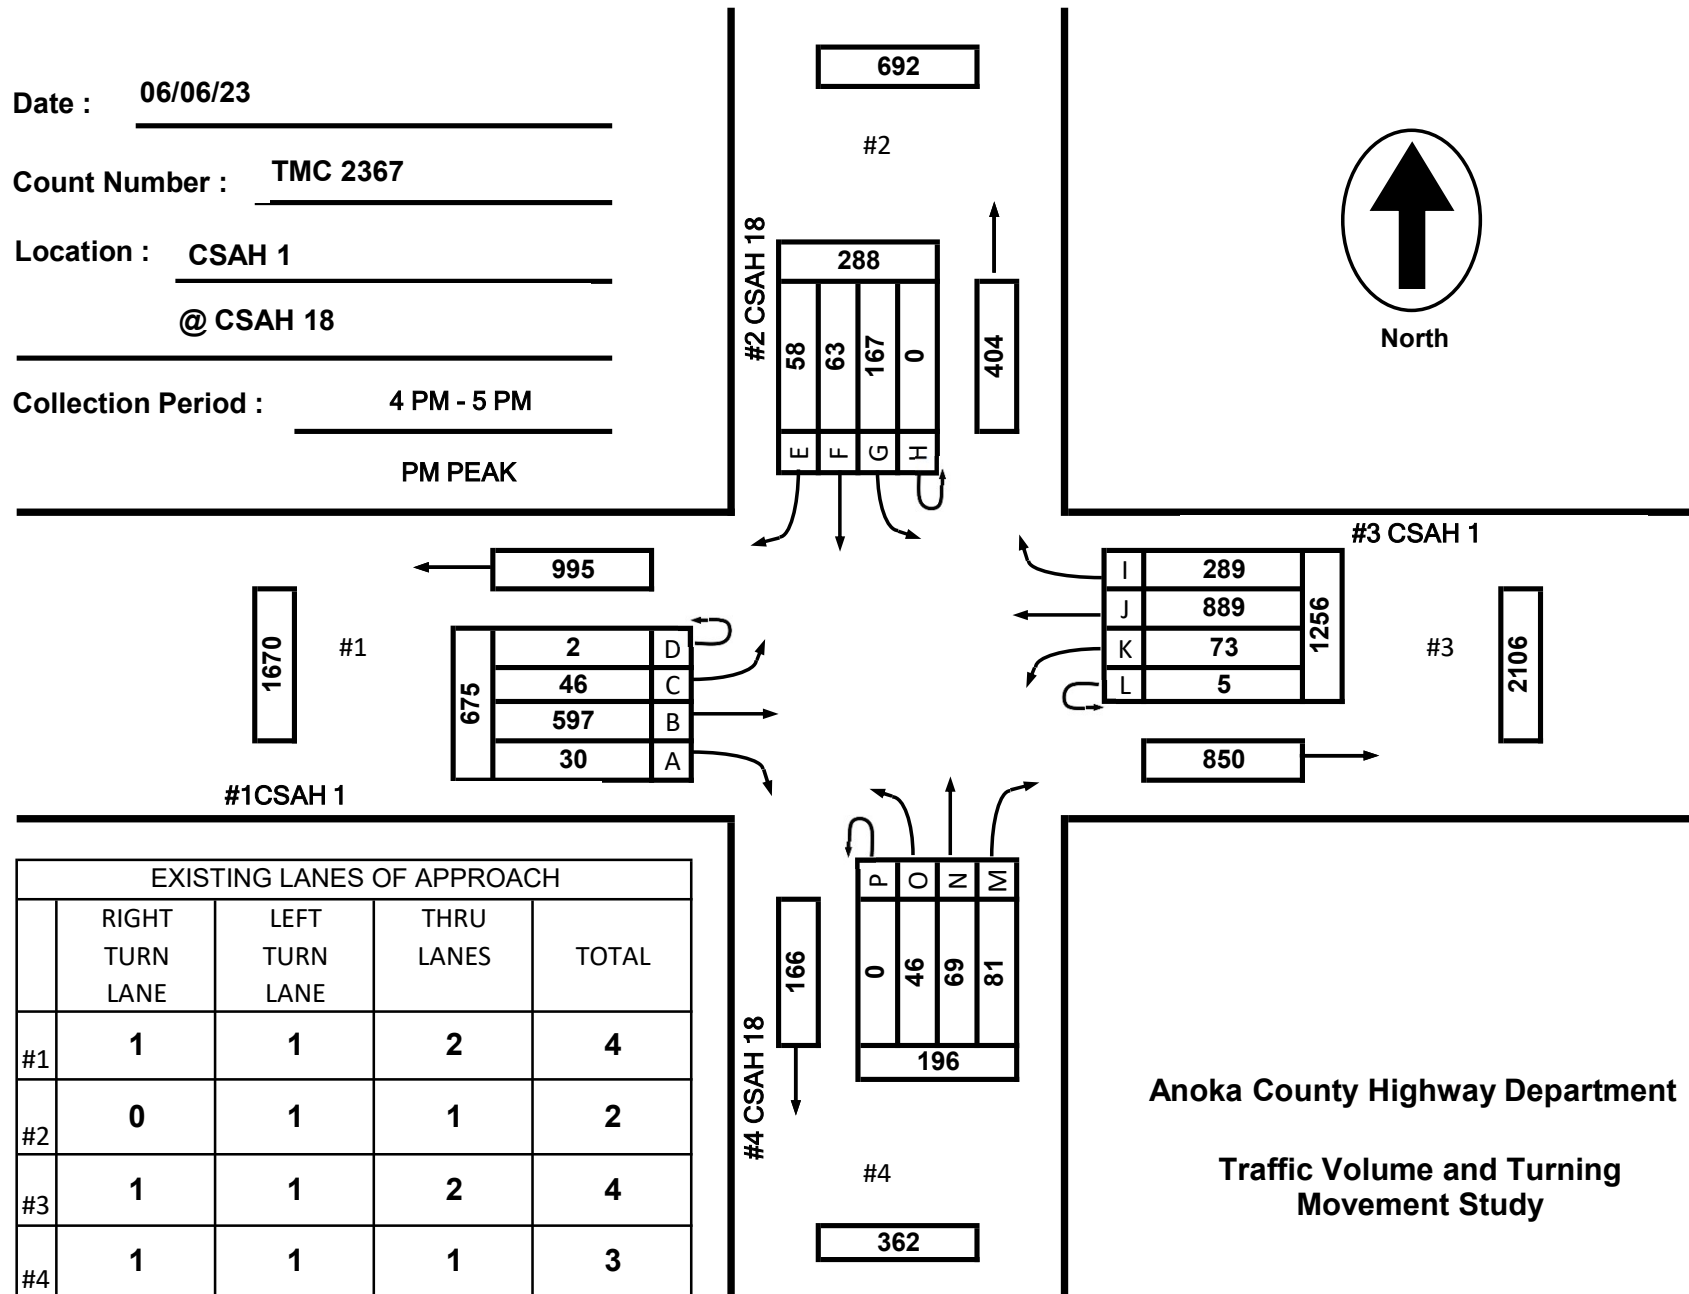 Date : 06/06/23
Count Number : TMC 2367
Location : CSAH 1
@ CSAH 18
Collection Period : 4 PM - 5 PM
PM PEAK
692
#2
#2 CSAH 18
288
58 63 167 0
E F G H
404
North
#3 CSAH 1
995
1670
#1
675
2 D
46 C
597 B
30 A
#1CSAH 1
I 289
J 889
K 73
L 5
1256
#3
2106
850
P O N M
0 46 69 81
196
166
#4 CSAH 18
#4
362
EXISTING LANES OF APPROACH
RIGHT LEFT THRU
TURN TURN LANES TOTAL
LANE LANE
#1 1 1 2 4
#2 0 1 1 2
#3 1 1 2 4
#4 1 1 1 3
Anoka County Highway Department
Traffic Volume and Turning
Movement Study